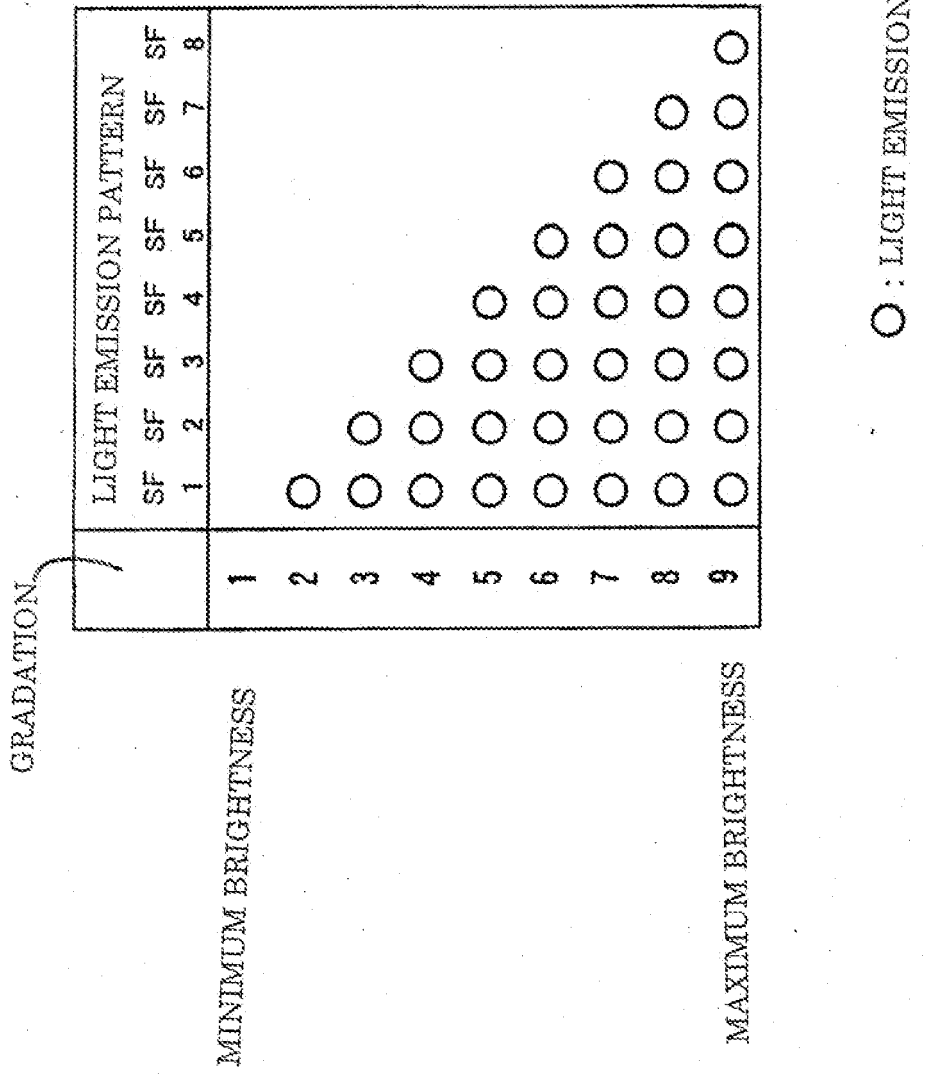 GRADATION
LIGHT EMISSION PATTERN
SF SF SF SF SF SF SF SF
1 2 3 4 5 6 7 8
MINIMUM BRIGHTNESS 1
2 ○
3 ○ ○
4 ○ ○ ○
5 ○ ○ ○ ○
6 ○ ○ ○ ○ ○
7 ○ ○ ○ ○ ○ ○
8 ○ ○ ○ ○ ○ ○ ○
MAXIMUM BRIGHTNESS 9 ○ ○ ○ ○ ○ ○ ○ ○
○ : LIGHT EMISSION